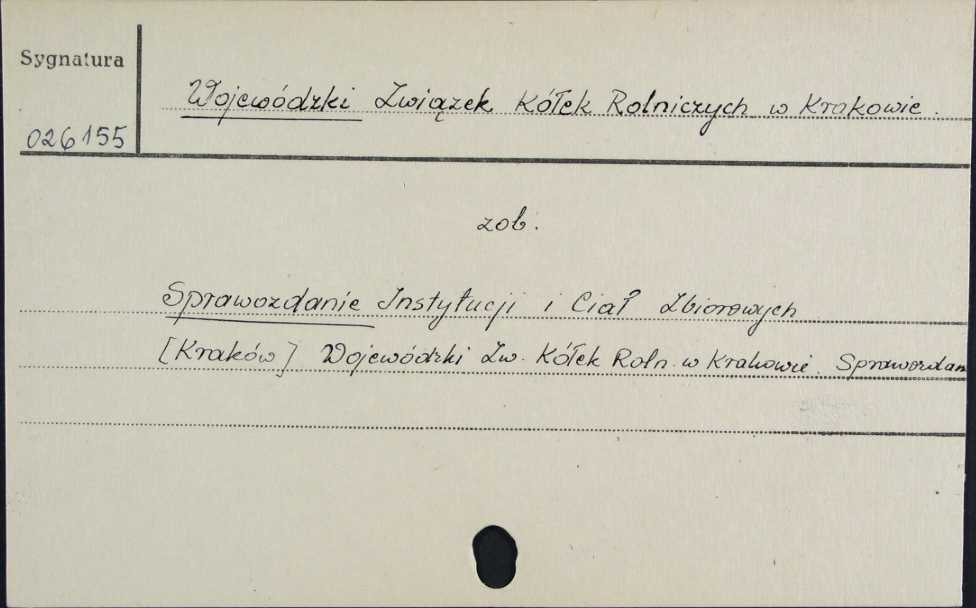 Sygnatura
Wojewódzki Związek Kółek Rolniczych w Krakowie.
026155
zob.
Sprawozdanie Instytucji i Ciał Zbiorowych
[Kraków] Wojewódzki Zw. Kółek Roln. w Krakowie. Sprawozdan